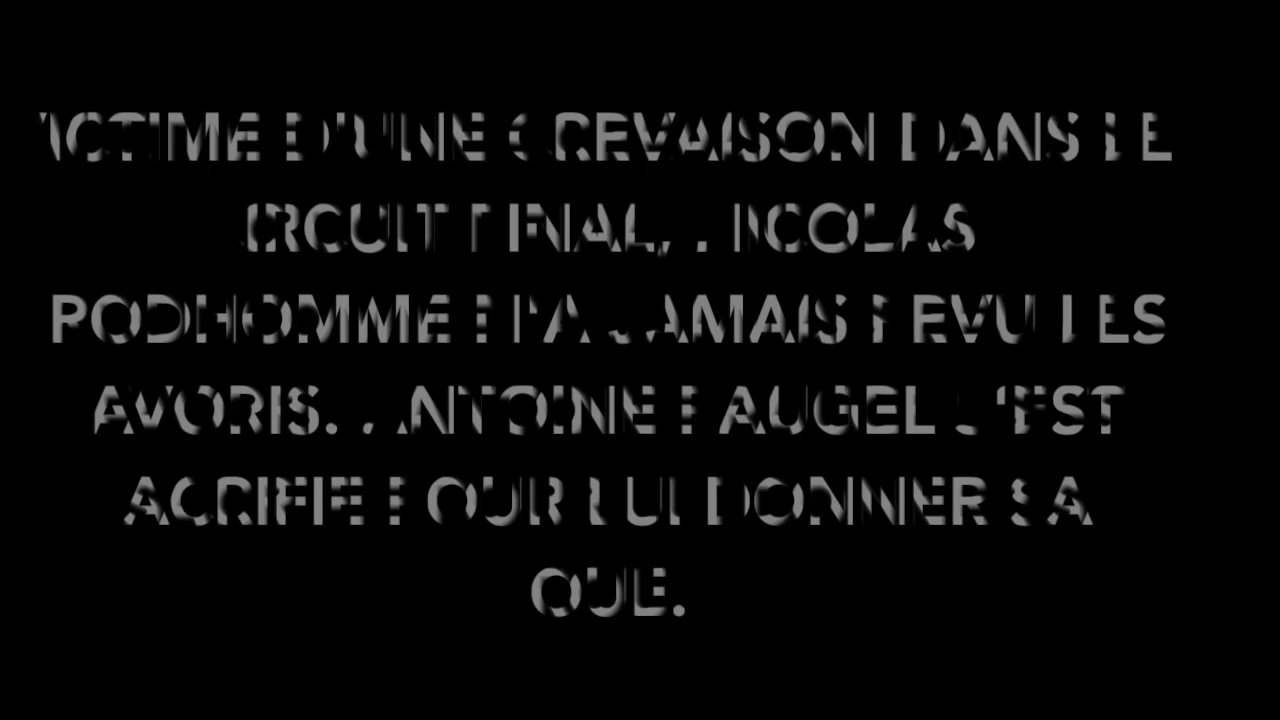 VICTIME D'UNE CREVAISON DANS LE
CIRCUIT FINAL, NICOLAS
PRODHOMME N'A JAMAIS REVU LES
FAVORIS. ANTOINE RAUGEL S'EST
SACRIFIE POUR LUI DONNER SA
ROUE.